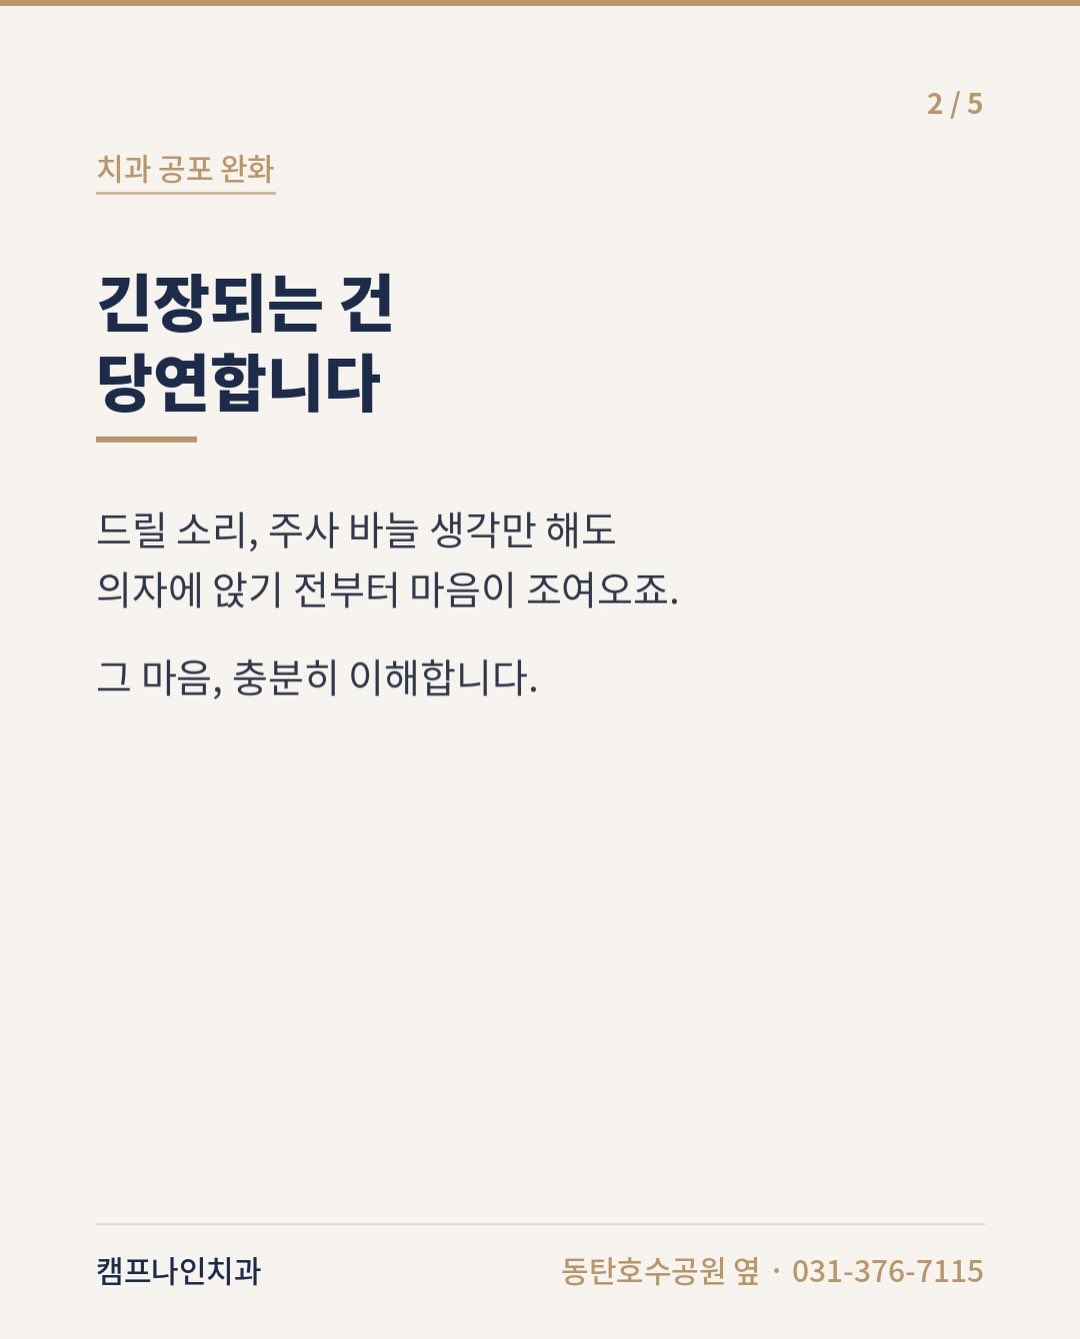 2 / 5
치과 공포 완화
긴장되는 건
당연합니다
드릴 소리, 주사 바늘 생각만 해도
의자에 앉기 전부터 마음이 조여오죠.
그 마음, 충분히 이해합니다.
캠프나인치과
동탄호수공원 옆 · 031-376-7115